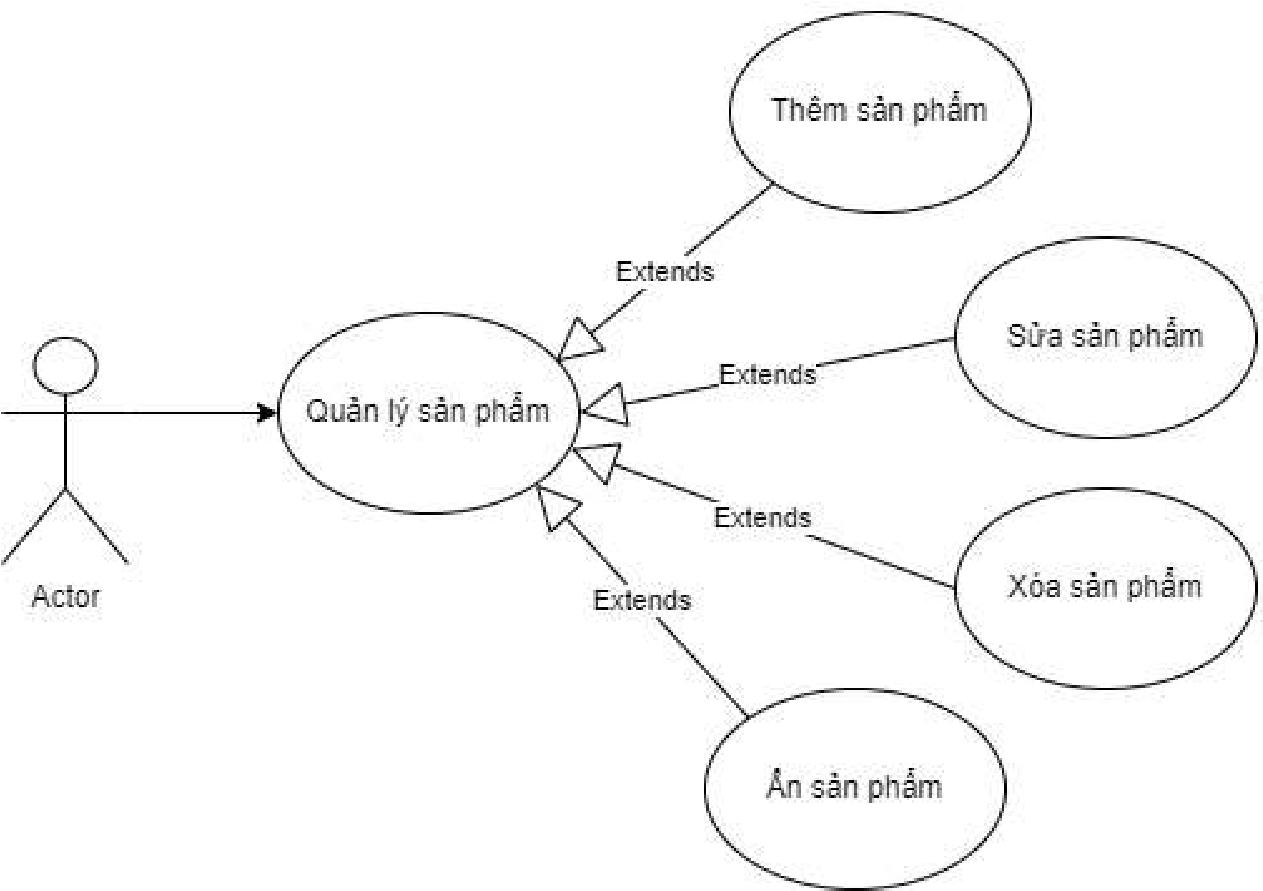 Thêm sản phẩm
Extends
Sửa sản phẩm
Extends
Quản lý sản phẩm
Extends
Xóa sản phẩm
Actor
Extends
Ẩn sản phẩm